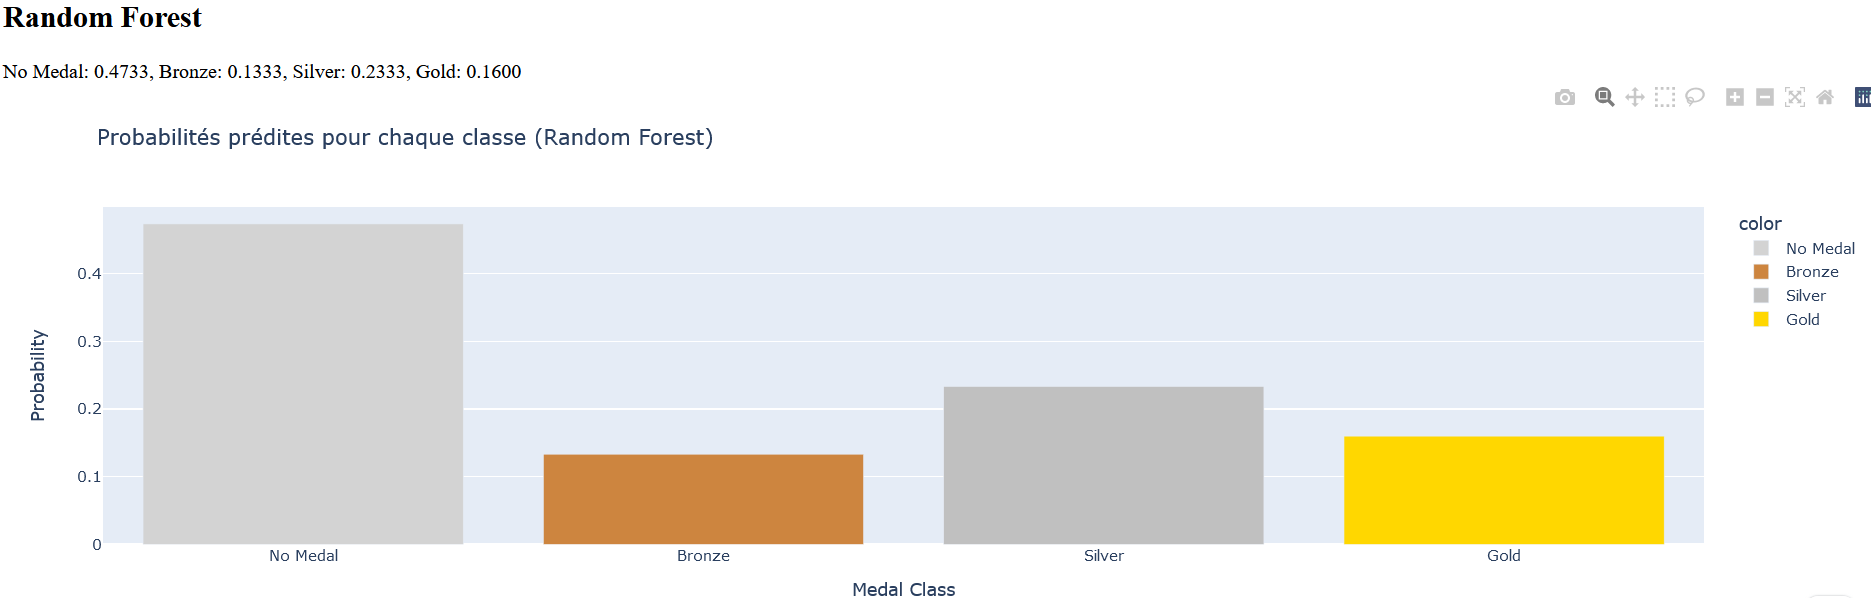 Random Forest
No Medal: 0.4733, Bronze: 0.1333, Silver: 0.2333, Gold: 0.1600
Probabilités prédites pour chaque classe (Random Forest)
color
No Medal
Bronze
Silver
Gold
Probability
0.4
0.3
0.2
0.1
0
No Medal
Bronze
Silver
Gold
Medal Class